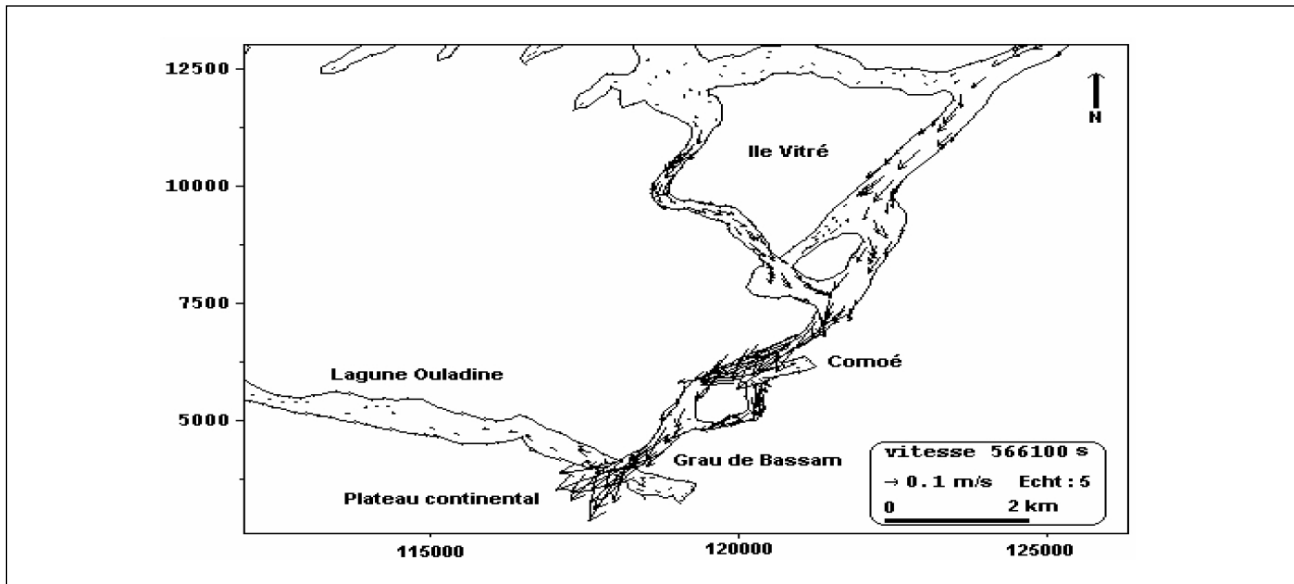 12500
N
Ile Vitré
10000
7500
Comoé
Lagune Ouladine
5000
Grau de Bassam
Plateau continental
vitesse 566100 s
→ 0.1 m/s Echt : 5
0 2 km
115000 120000 125000